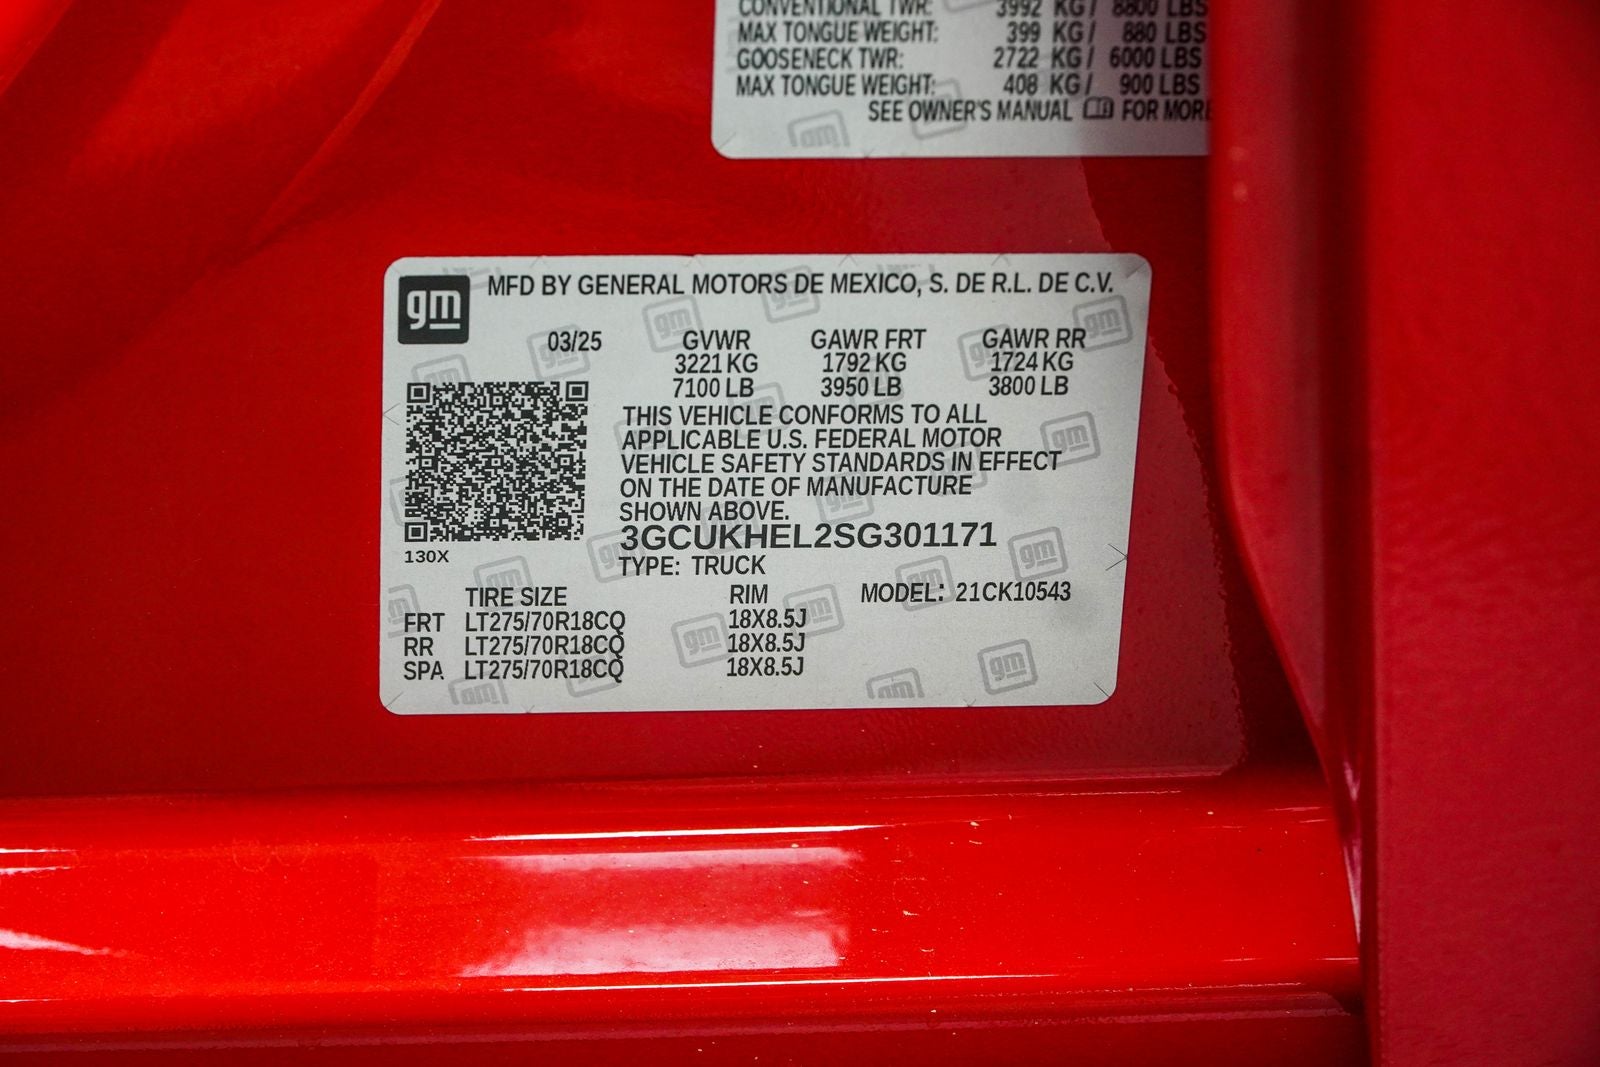 CONVENTIONAL TWR: 3992 KG / 8800 LBS
MAX TONGUE WEIGHT: 399 KG / 880 LBS
GOOSENECK TWR: 2722 KG / 6000 LBS
MAX TONGUE WEIGHT: 408 KG / 900 LBS
SEE OWNER'S MANUAL FOR MORE
gm
MFD BY GENERAL MOTORS DE MEXICO, S. DE R.L. DE C.V.
03/25 GVWR GAWR FRT GAWR RR
3221 KG 1792 KG 1724 KG
7100 LB 3950 LB 3800 LB
THIS VEHICLE CONFORMS TO ALL
APPLICABLE U.S. FEDERAL MOTOR
VEHICLE SAFETY STANDARDS IN EFFECT
ON THE DATE OF MANUFACTURE
SHOWN ABOVE.
3GCUKHEL2SG301171
130X
TYPE: TRUCK
TIRE SIZE RIM MODEL: 21CK10543
FRT LT275/70R18CQ 18X8.5J
RR LT275/70R18CQ 18X8.5J
SPA LT275/70R18CQ 18X8.5J